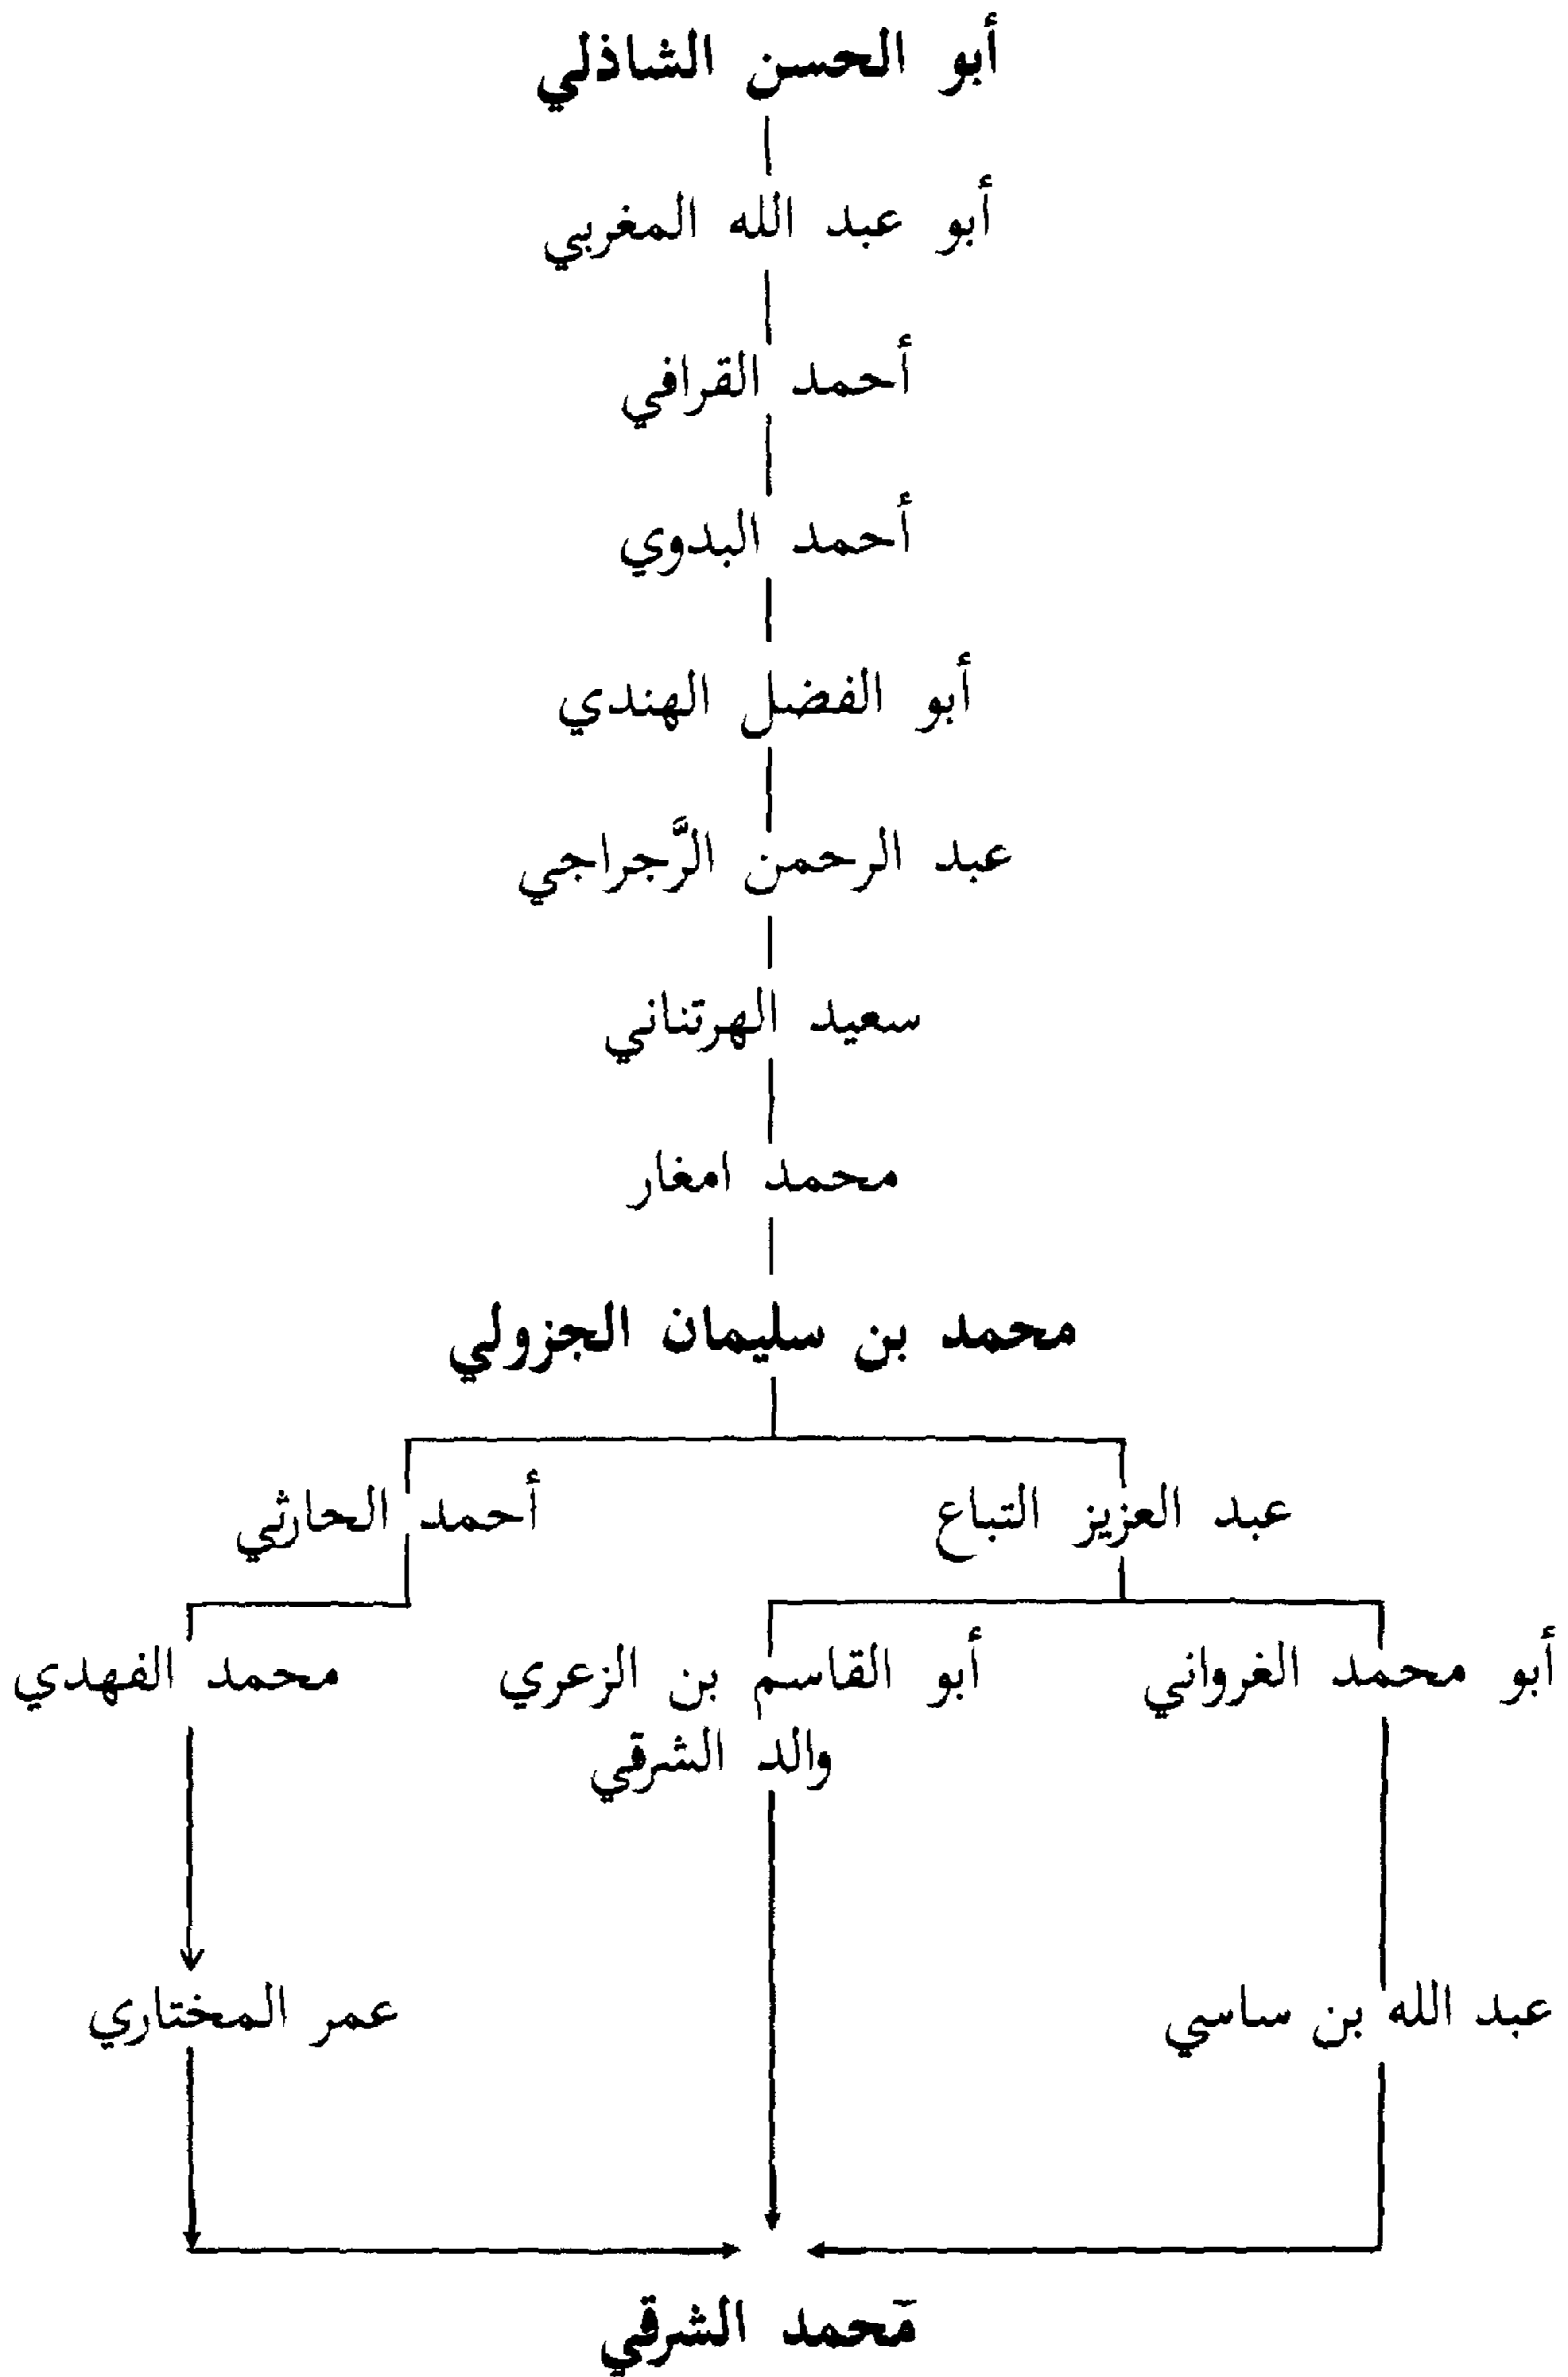 أبو الحسن الشاذلي
أبو عبد الله المغربي
أحمد القرافي
أحمد البدوي
أبو الفضل الهندي
عبد الرحمن الرَّجراجي
سعيد الهرتناني
محمد امغار
محمد بن سليمان الجزولي
عبد العزيز التباع
أحمد الحارثي
أبو محمد الغرواني
أبو القاسم بن الزعري
والد الشرقي
محمد الفهدي
عبد الله بن ساسي
عمر المختاري
مَحمد الشرقي